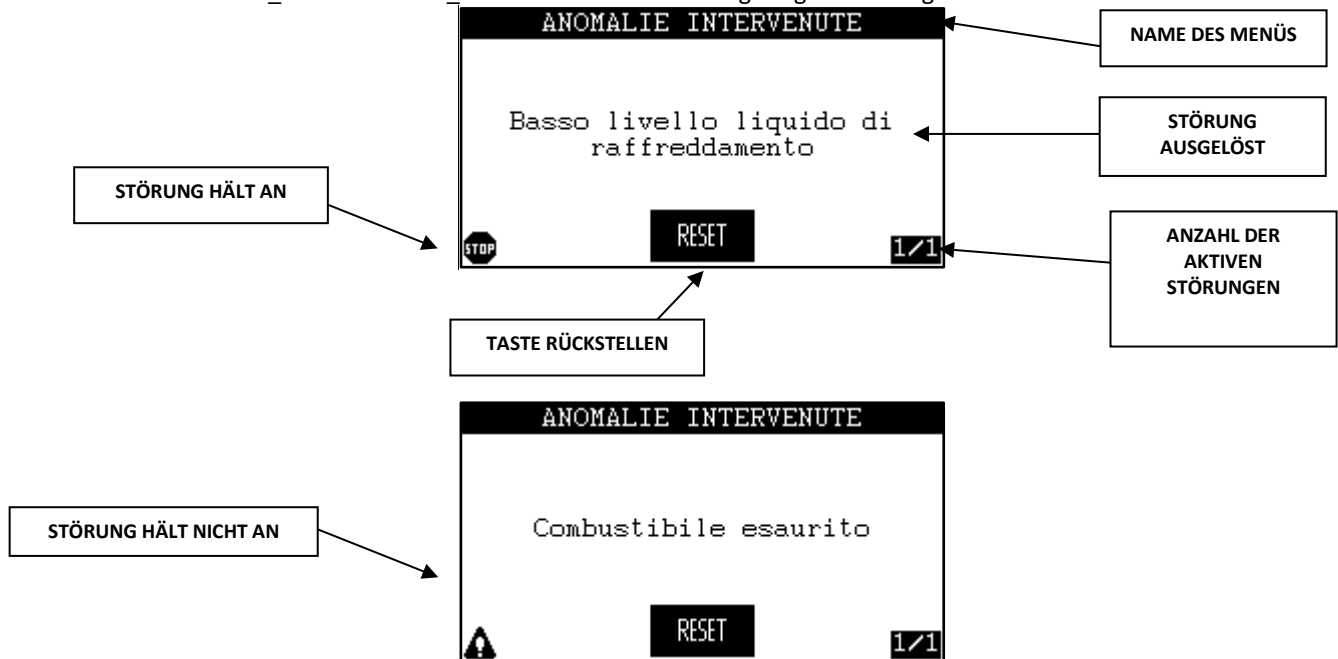 ANOMALIE INTERVENUTE
NAME DES MENÜS
Basso livello liquido di
raffreddamento
STÖRUNG
AUSGELÖST
STÖRUNG HÄLT AN
STOP
RESET
1/1
ANZAHL DER
AKTIVEN
STÖRUNGEN
TASTE RÜCKSTELLEN
ANOMALIE INTERVENUTE
STÖRUNG HÄLT NICHT AN
Combustibile esaurito
RESET
1/1